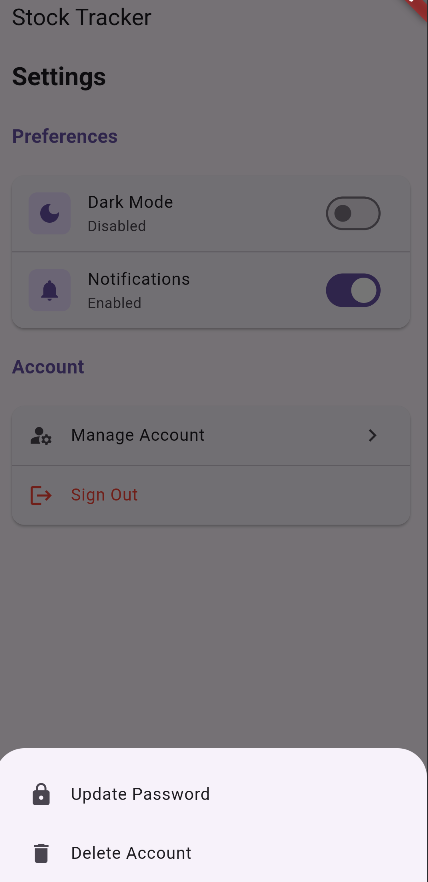 Stock Tracker
Settings
Preferences
Dark Mode
Disabled
Notifications
Enabled
Account
Manage Account
Sign Out
Update Password
Delete Account